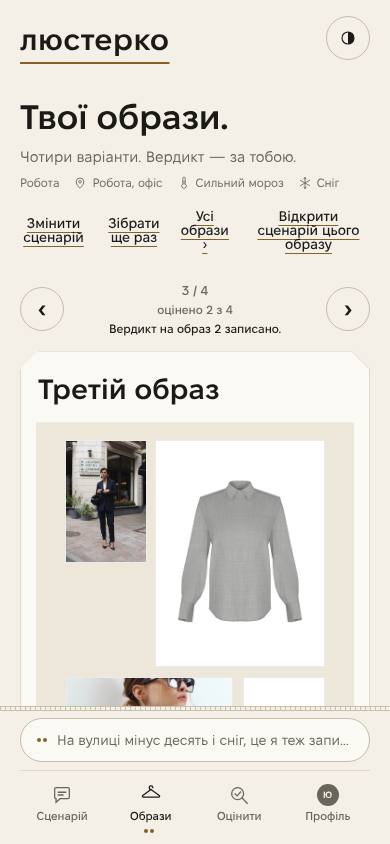 люстерко
Твої образи.
Чотири варіанти. Вердикт — за тобою.
Робота Робота, офіс Сильний мороз Сніг
Змінити сценарій
Зібрати ще раз
Усі образи ›
Відкрити сценарій цього образу
‹
3 / 4
оцінено 2 з 4
Вердикт на образ 2 записано.
›
Третій образ
На вулиці мінус десять і сніг, це я теж запи...
Сценарій
Образи
Оцінити
Ю
Профіль